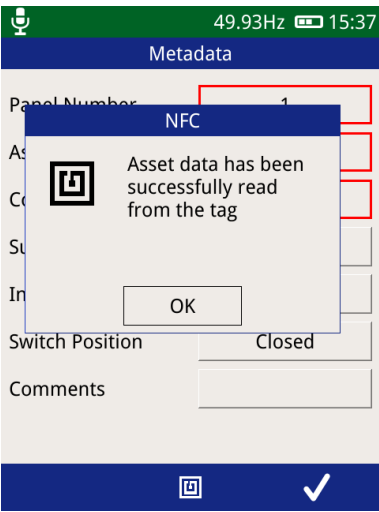 49.93Hz 15:37
Metadata
Panel Number 1
NFC
Asset data has been
successfully read
from the tag
OK
Switch Position Closed
Comments